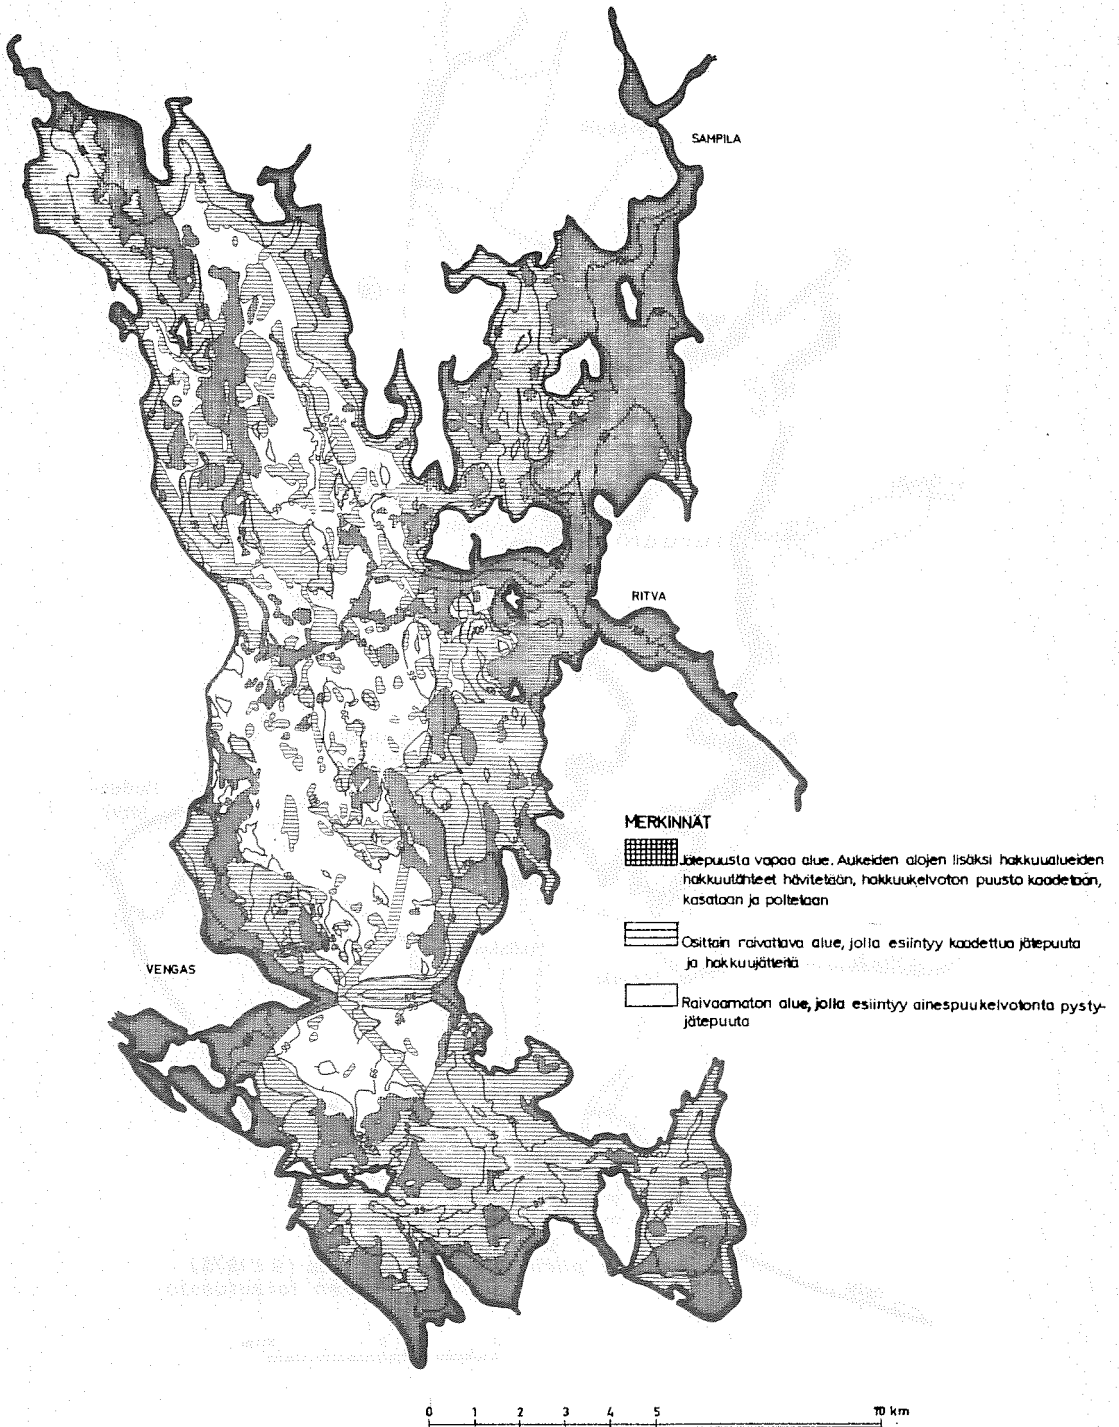 SAMPILA
RITVA
VENGAS
MERKINNÄT
Jätepuusta vapaa alue. Aukeiden alojen lisäksi hakkuualueiden
hakkuutähteet hävitetään, hakkuukelvoton puusto kaadetaan,
kasataan ja poltetaan
Osittain raivattava alue, jolla esiintyy kaadettua jätepuuta
ja hakkuujätteitä
Raivaamaton alue, jolla esiintyy ainespuukelvotonta pysty-
jätepuuta
0 1 2 3 4 5 10 km